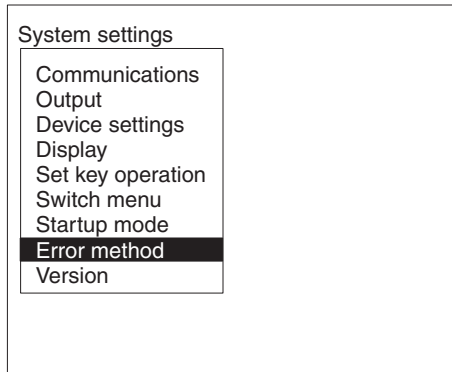 System settings
Communications
Output
Device settings
Display
Set key operation
Switch menu
Startup mode
Error method
Version